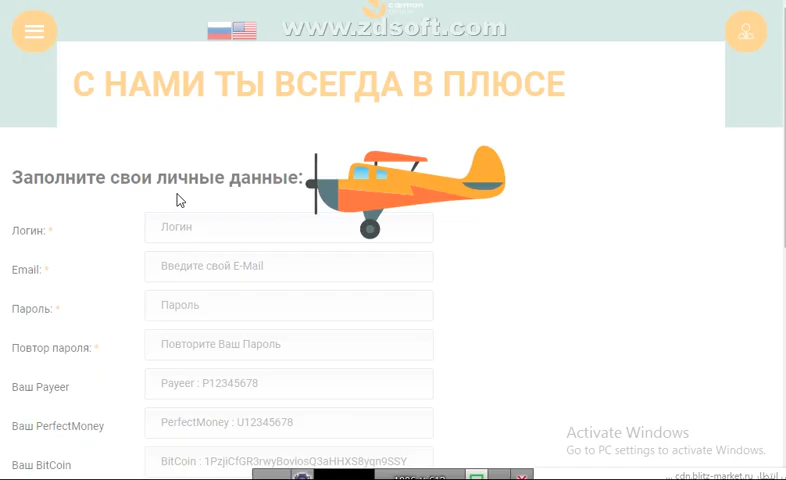 www.zdsoft.com
С НАМИ ТЫ ВСЕГДА В ПЛЮСЕ
Заполните свои личные данные:
Логин: *
Логин
Email: *
Введите свой E-Mail
Пароль: *
Пароль
Повтор пароля: *
Повторите Ваш Пароль
Ваш Payeer
Payeer : P12345678
Ваш PerfectMoney
PerfectMoney : U12345678
Ваш BitCoin
BitCoin : 1PzjiCfGR3rwyBoviosQ3aHHXS8yqn9SSY
Activate Windows
Go to PC settings to activate Windows.
cdn.blitz-market.ru